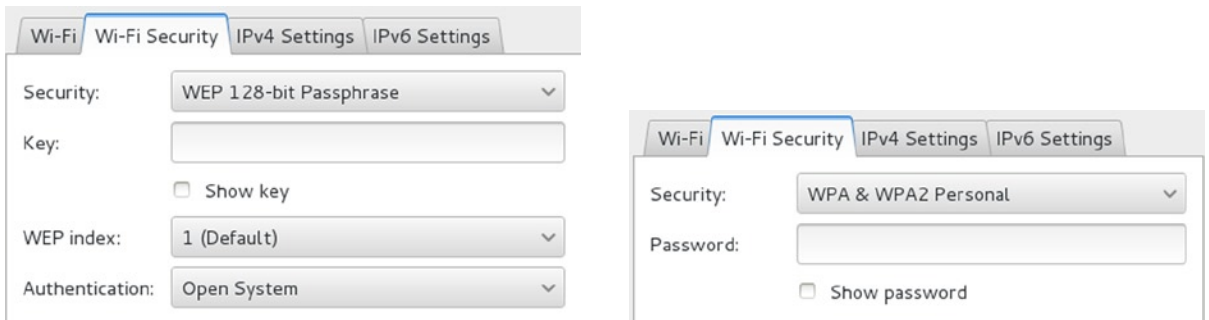 Wi-Fi Wi-Fi Security IPv4 Settings IPv6 Settings
Security: WEP 128-bit Passphrase
Key:
Show key
WEP index: 1 (Default)
Authentication: Open System
Wi-Fi Wi-Fi Security IPv4 Settings IPv6 Settings
Security: WPA & WPA2 Personal
Password:
Show password